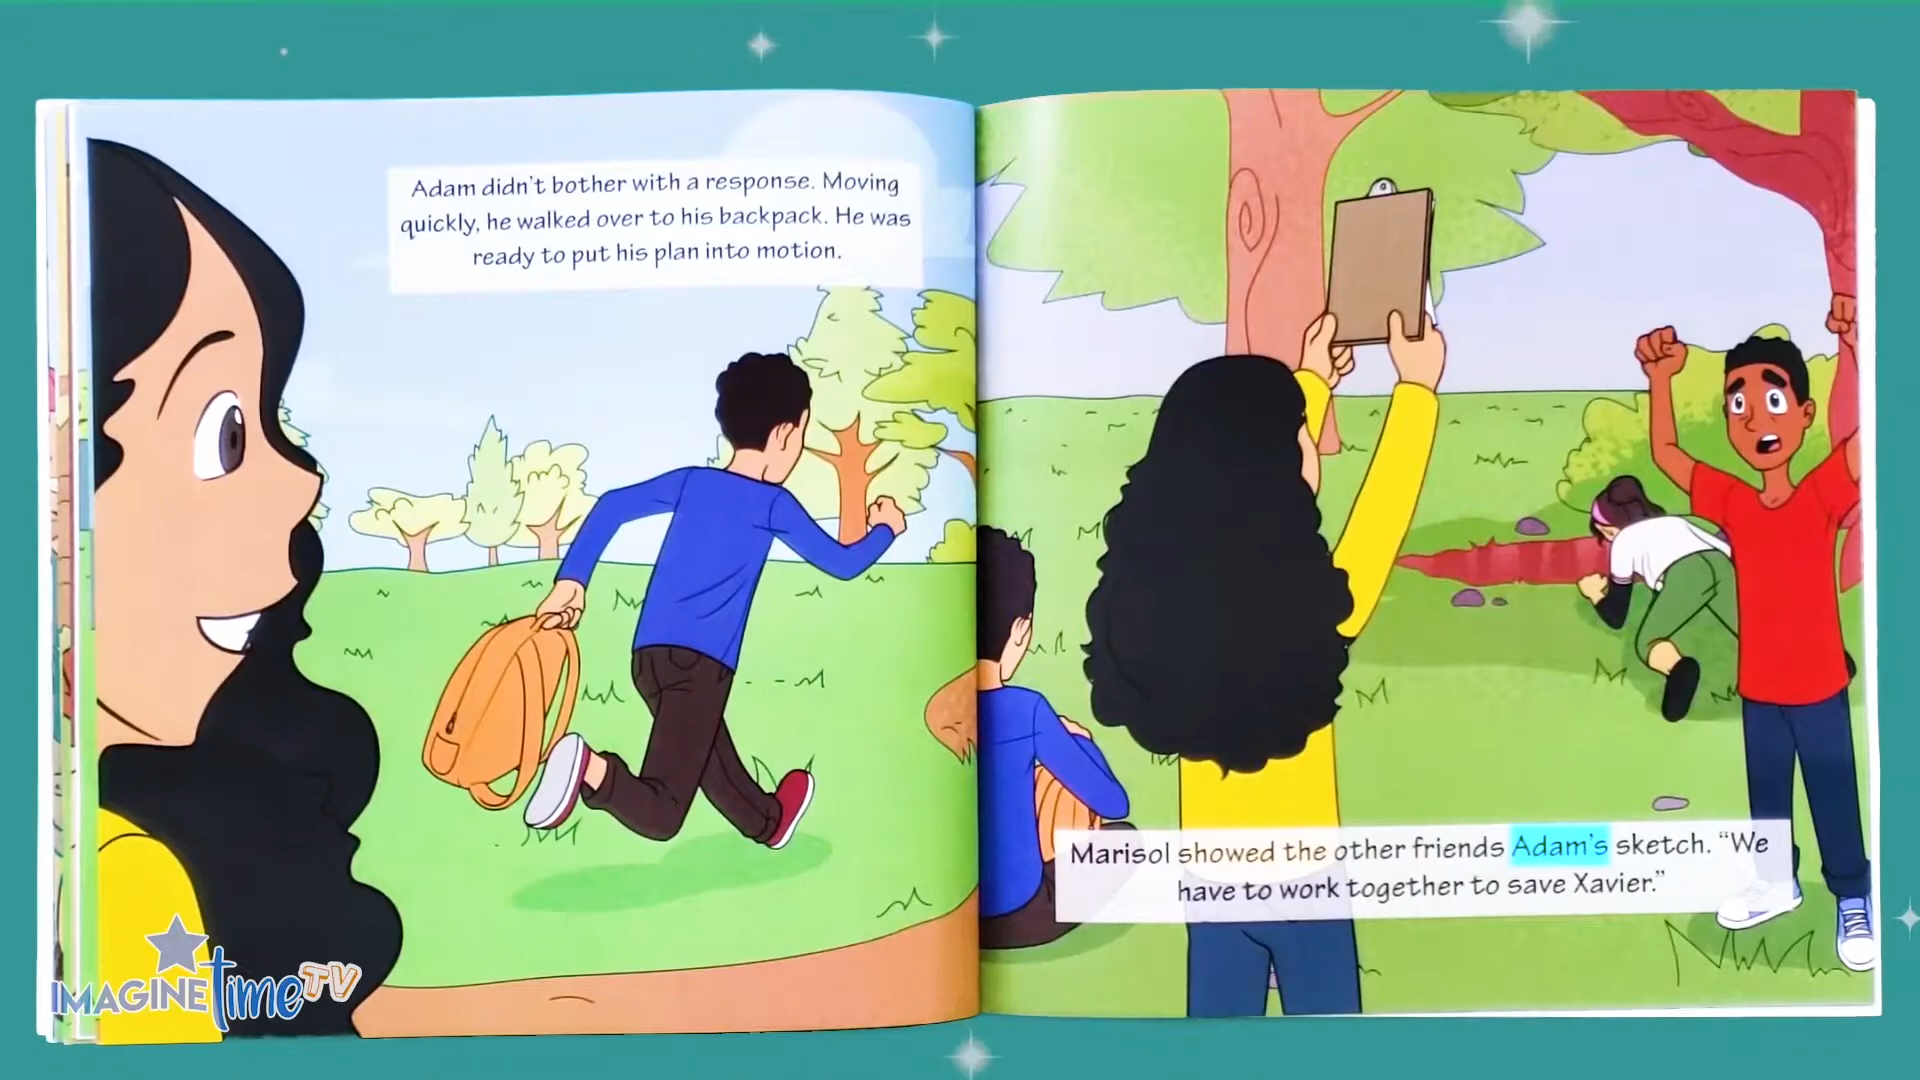 Adam didn't bother with a response. Moving
quickly, he walked over to his backpack. He was
ready to put his plan into motion.
Marisol showed the other friends Adam's sketch. “We
have to work together to save Xavier.”
IMAGINE time TV